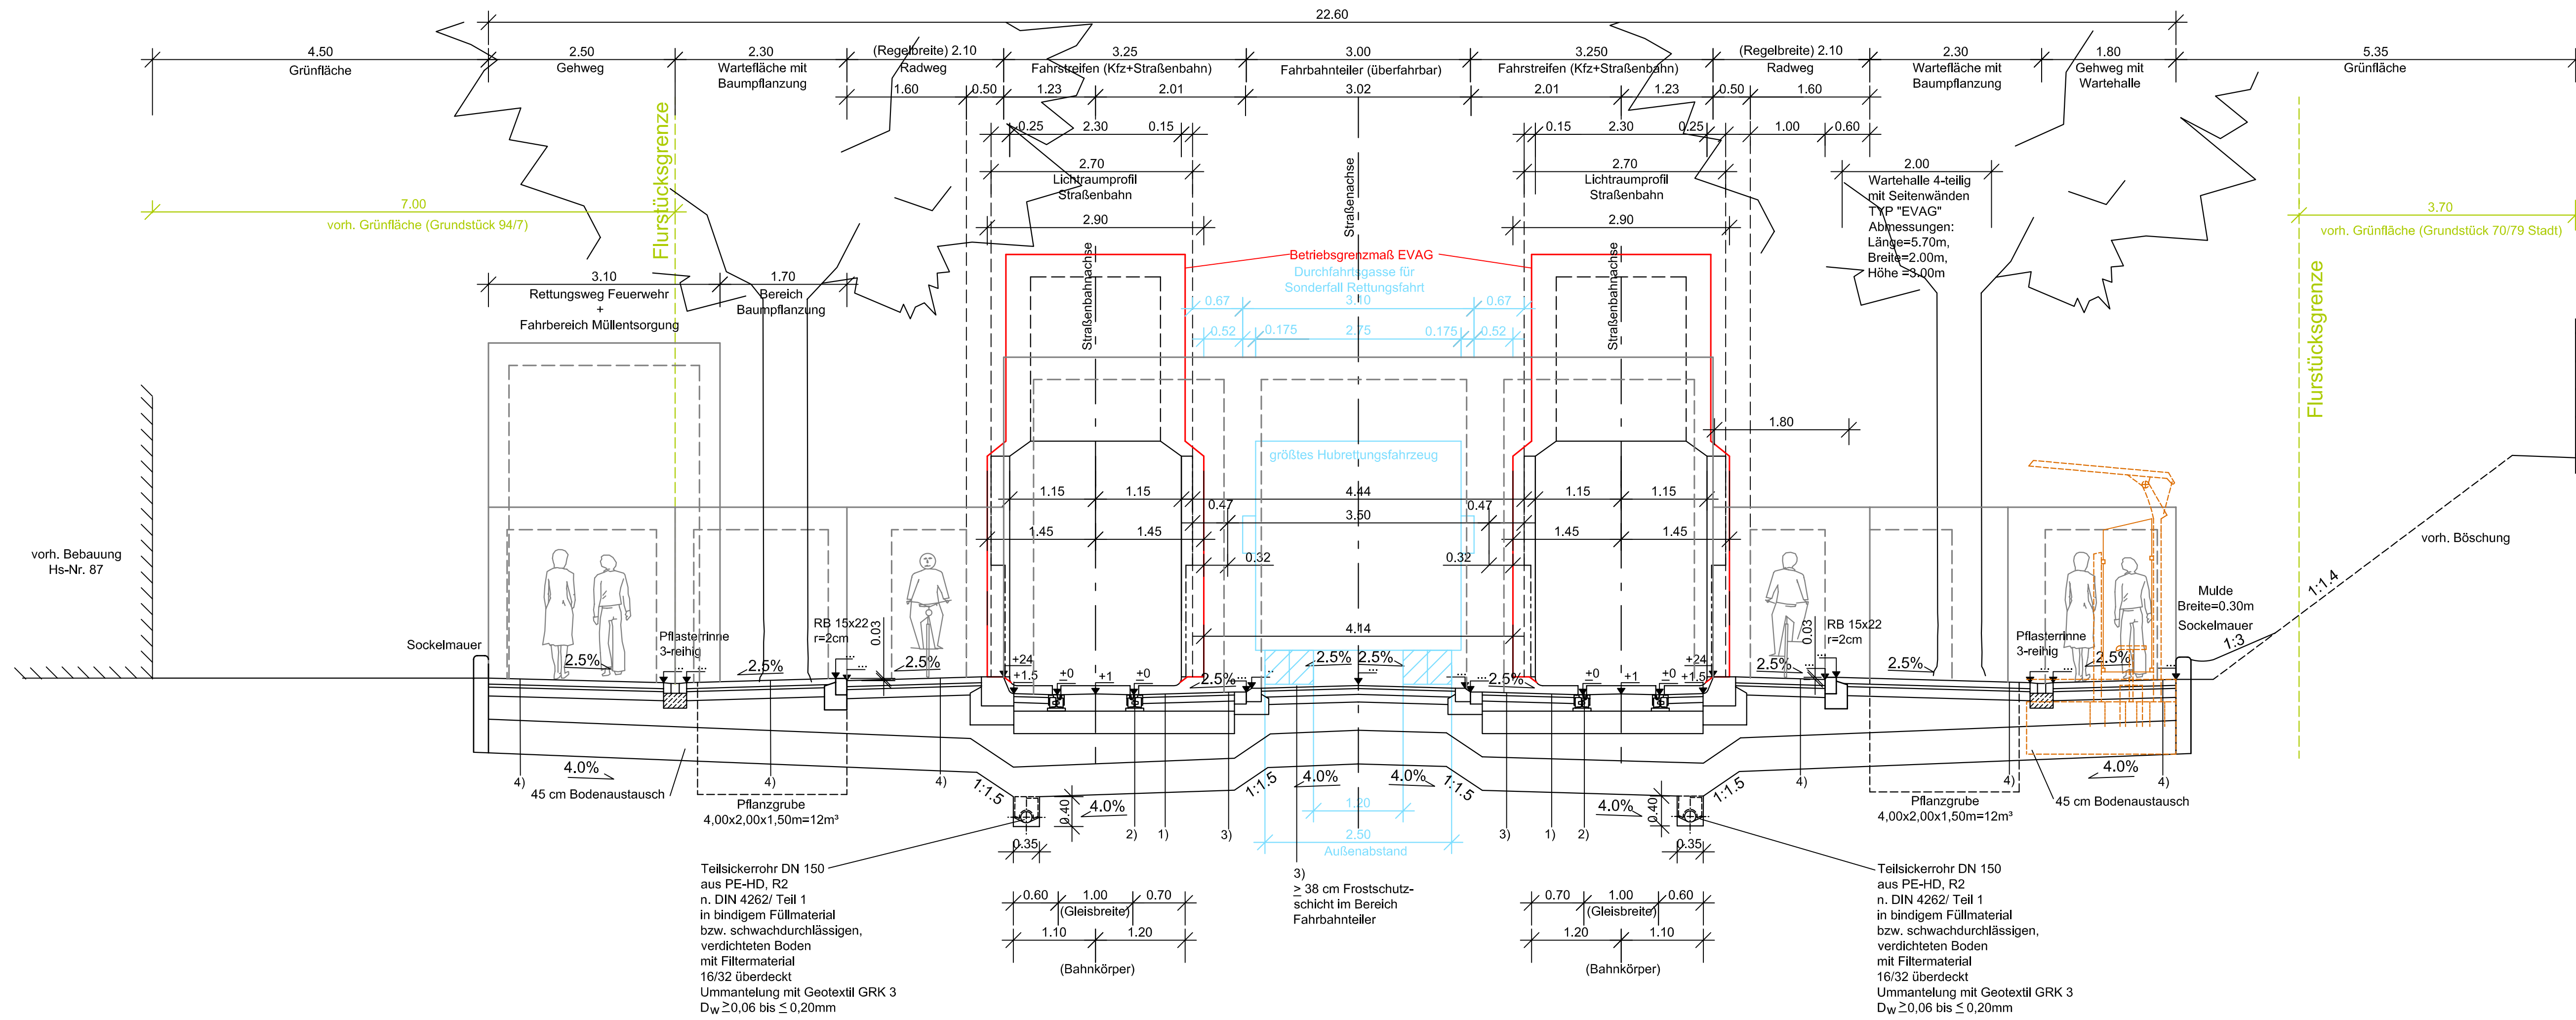 22.60
4.50
2.50
2.30
(Regelbreite) 2.10
3.25
3.00
3.250
(Regelbreite) 2.10
2.30
1.80
5.35
Grünfläche
Gehweg
Wartefläche mit
Baumpflanzung
Radweg
Fahrstreifen (Kfz+Straßenbahn)
Fahrbahnteiler (überfahrbar)
Fahrstreifen (Kfz+Straßenbahn)
Radweg
Wartefläche mit
Baumpflanzung
Gehweg mit
Wartehalle
Grünfläche
1.60
0.50
1.23
2.01
3.02
2.01
1.23
0.50
1.60
0.25
2.30
0.15
0.15
2.30
0.25
1.00
0.60
2.70
Lichtraumprofil
Straßenbahn
2.70
Lichtraumprofil
Straßenbahn
2.90
2.90
Flurstücksgrenze
7.00
vorh. Grünfläche (Grundstück 94/7)
Straßenachse
Straßenbahnachse
Straßenbahnachse
2.00
Wartehalle 4-teilig
mit Seitenwänden
TYP "EVAG"
Abmessungen:
Länge=5.70m,
Breite=2.00m,
Höhe =3.00m
3.70
vorh. Grünfläche (Grundstück 70/79 Stadt)
Flurstücksgrenze
3.10
Rettungsweg Feuerwehr
+
Fahrbereich Müllentsorgung
1.70
Bereich
Baumpflanzung
Betriebsgrenzmaß EVAG
Durchfahrtsgasse für
Sonderfall Rettungsfahrt
0.67
3.10
0.67
0.52
0.175
2.75
0.175
0.52
1.80
größtes Hubrettungsfahrzeug
1.15
1.15
4.44
1.15
1.15
0.47
3.50
0.47
1.45
1.45
1.45
1.45
0.32
0.32
4.14
vorh. Bebauung
Hs-Nr. 87
vorh. Böschung
1:1.4
1:3
Mulde
Breite=0.30m
Sockelmauer
Sockelmauer
Pflasterrinne
3-reihig
RB 15x22
r=2cm
0.03
0.03
RB 15x22
r=2cm
Pflasterrinne
3-reihig
2.5%
2.5%
2.5%
+24
+1,5
+0
+1
+0
2.5%
2.5%
2.5%
2.5%
+0
+1
+0
+24
+1,5
2.5%
2.5%
2.5%
4)
4)
4)
4)
4)
4)
4.0%
45 cm Bodenaustausch
Pflanzgrube
4,00x2,00x1,50m=12m³
1:1.5
0.40
4.0%
2)
1)
3)
1:1.5
4.0%
4.0%
1:1.5
1.20
2.50
Außenabstand
3)
1)
2)
4.0%
0.40
1:1.5
Pflanzgrube
4,00x2,00x1,50m=12m³
45 cm Bodenaustausch
4.0%
0.35
0.35
Teilsickerrohr DN 150
aus PE-HD, R2
n. DIN 4262/ Teil 1
in bindigem Füllmaterial
bzw. schwachdurchlässigen,
verdichteten Boden
mit Filtermaterial
16/32 überdeckt
Ummantelung mit Geotextil GRK 3
Dw ≥0,06 bis ≤ 0,20mm
0.60
1.00
0.70
(Gleisbreite)
1.10
1.20
(Bahnkörper)
3)
≥ 38 cm Frostschutz-
schicht im Bereich
Fahrbahnteiler
0.70
1.00
0.60
(Gleisbreite)
1.20
1.10
(Bahnkörper)
Teilsickerrohr DN 150
aus PE-HD, R2
n. DIN 4262/ Teil 1
in bindigem Füllmaterial
bzw. schwachdurchlässigen,
verdichteten Boden
mit Filtermaterial
16/32 überdeckt
Ummantelung mit Geotextil GRK 3
Dw ≥0,06 bis ≤ 0,20mm